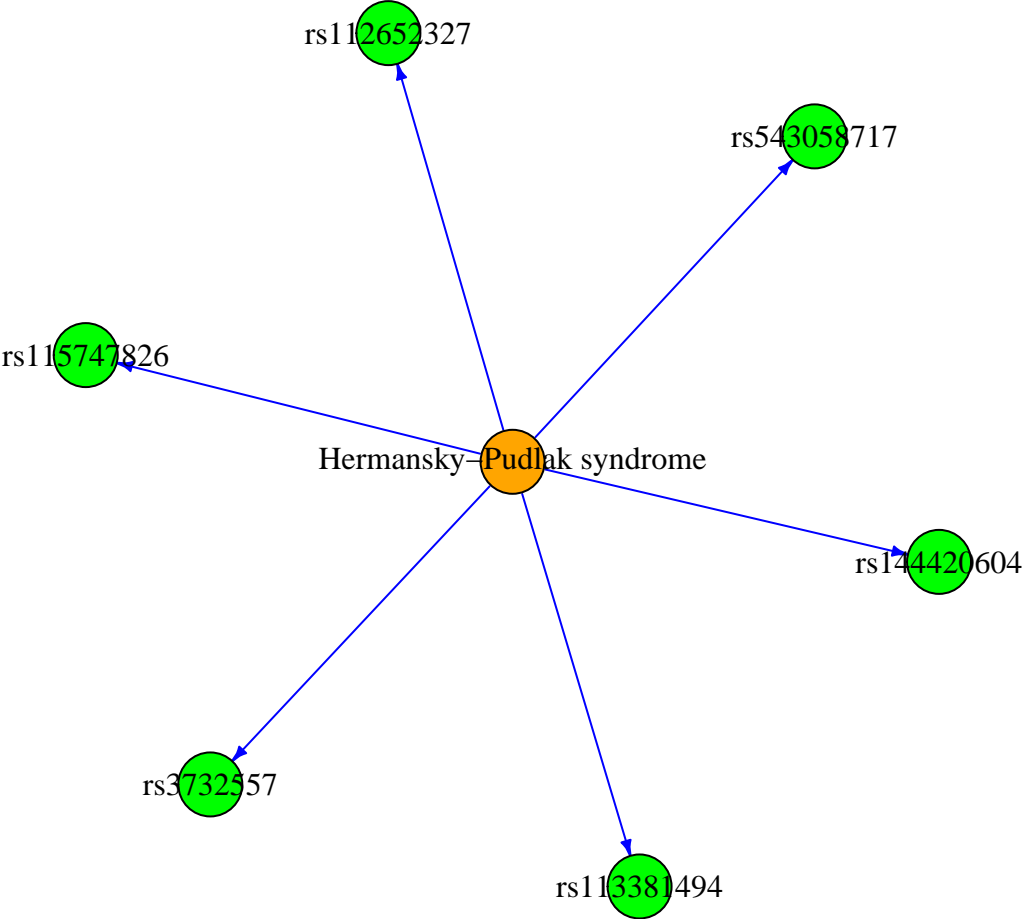 rs112652327
rs543058717
rs115747826
Hermansky–Pudlak syndrome
rs144420604
rs3732557
rs113381494